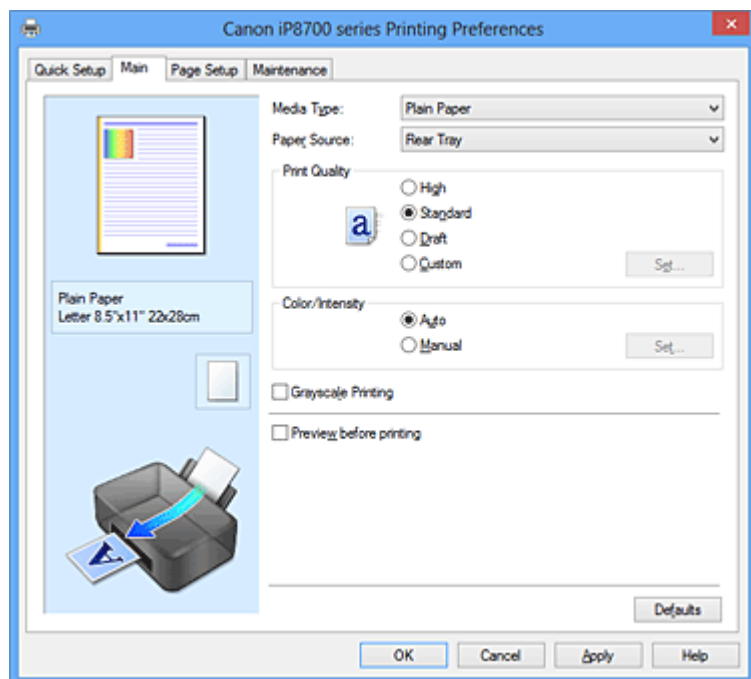 Canon iP8700 series Printing Preferences
Quick Setup Main Page Setup Maintenance
Media Type: Plain Paper
Paper Source: Rear Tray
Print Quality
High
a Standard
Draft
Custom Set...
Plain Paper
Letter 8.5"x11" 22x28cm
Color/Intensity
Auto
Manual Set...
Grayscale Printing
Preview before printing
A
Defaults
OK Cancel Apply Help